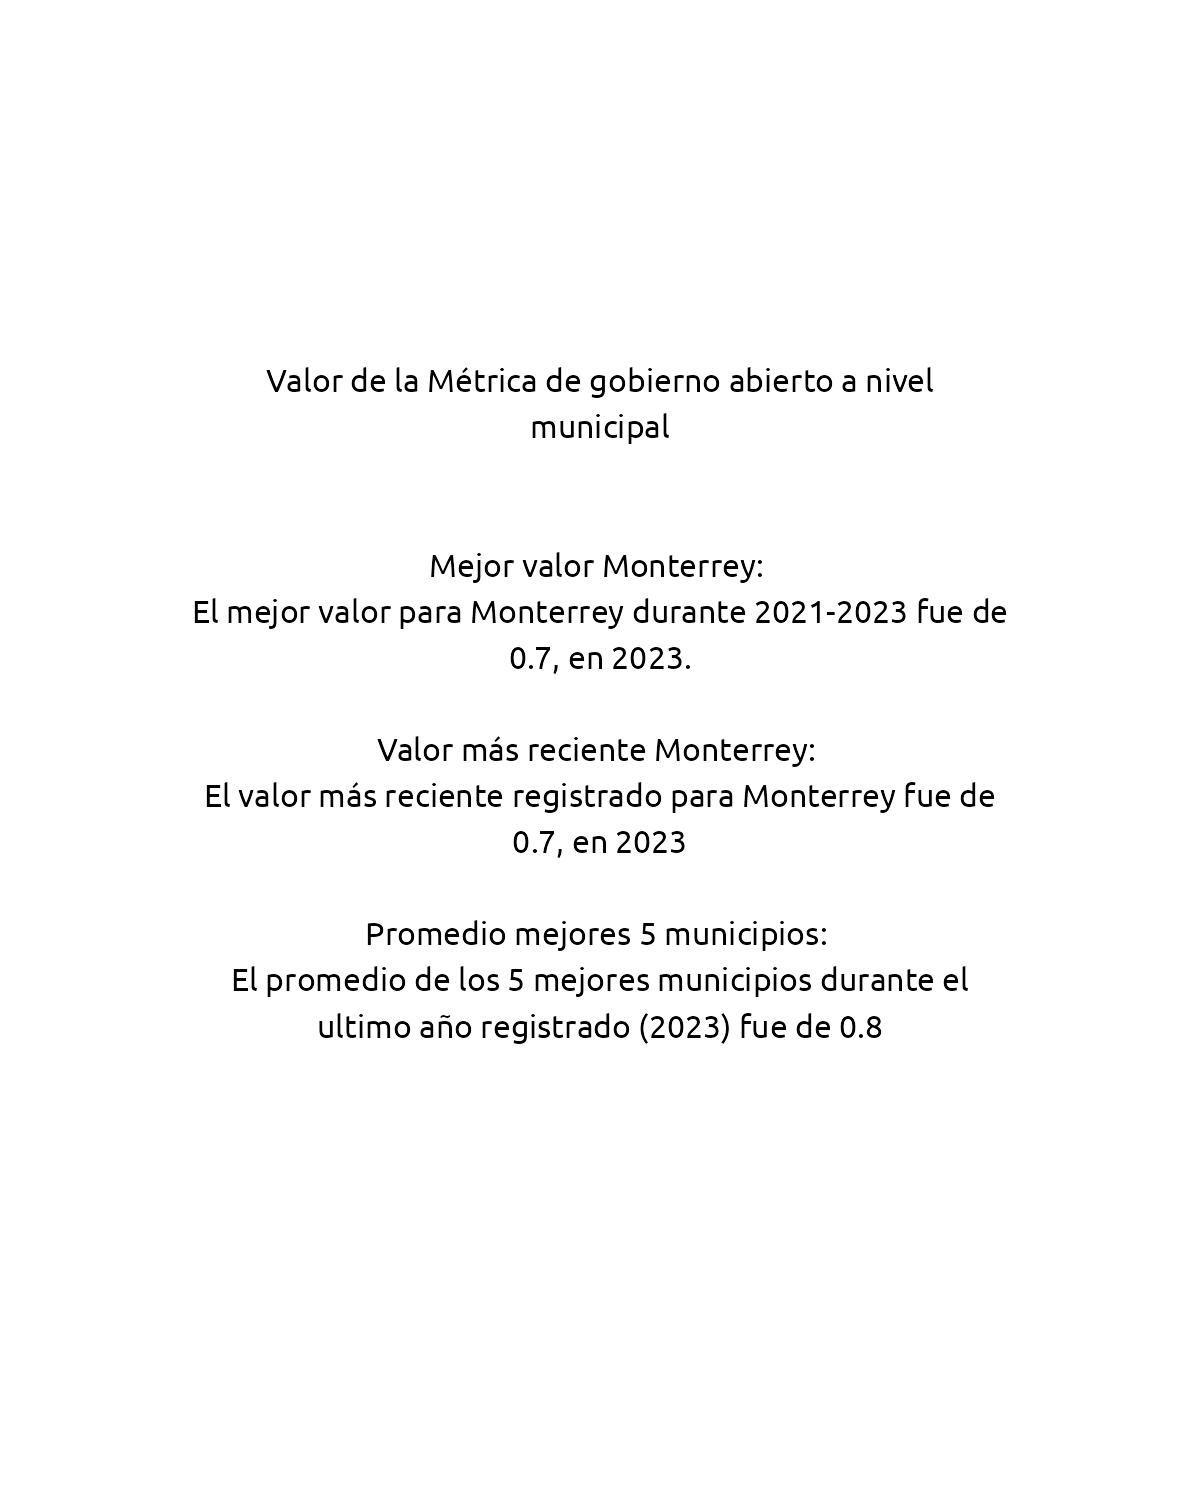 Valor de la Métrica de gobierno abierto a nivel
municipal
Mejor valor Monterrey:
El mejor valor para Monterrey durante 2021-2023 fue de
0.7, en 2023.
Valor más reciente Monterrey:
El valor más reciente registrado para Monterrey fue de
0.7, en 2023
Promedio mejores 5 municipios:
El promedio de los 5 mejores municipios durante el
ultimo año registrado (2023) fue de 0.8